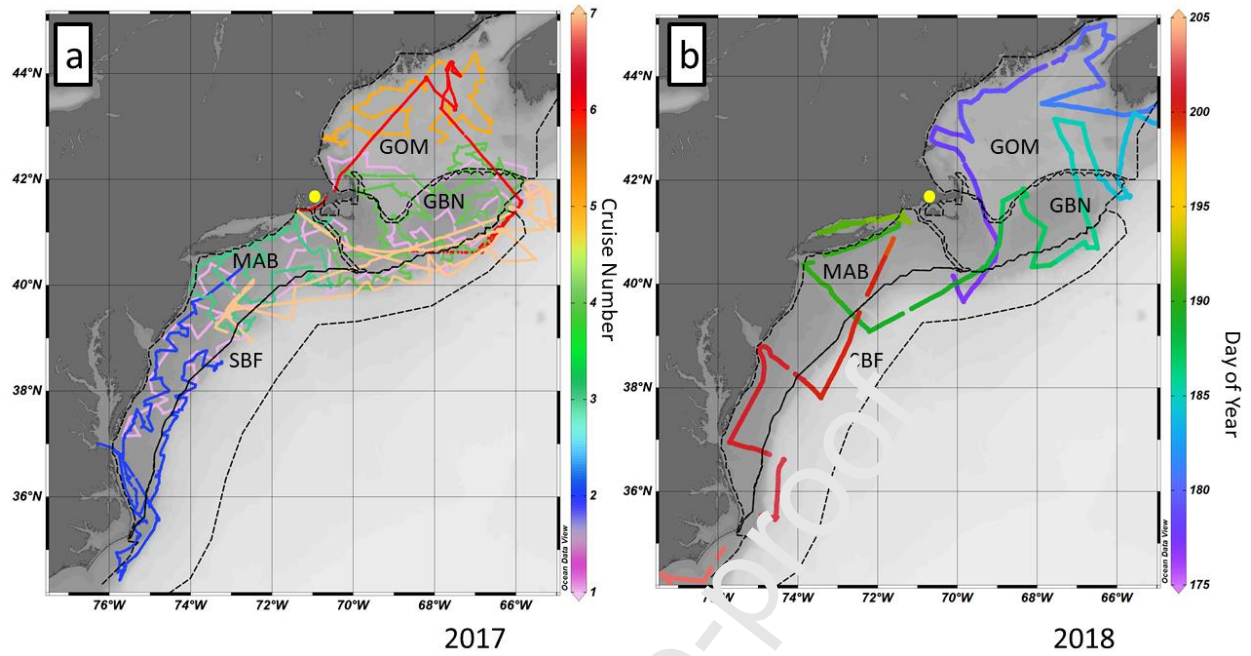 a
44°N
42°N
40°N
38°N
36°N
76°W 74°W 72°W 70°W 68°W 66°W
GOM
GBN
MAB
SBF
Ocean Data View
7
6
5
4
3
2
1
Cruise Number
2017
b
44°N
42°N
40°N
38°N
36°N
76°W 74°W 72°W 70°W 68°W 66°W
GOM
GBN
MAB
BF
Ocean Data View
205
200
195
190
185
180
175
Day of Year
2018